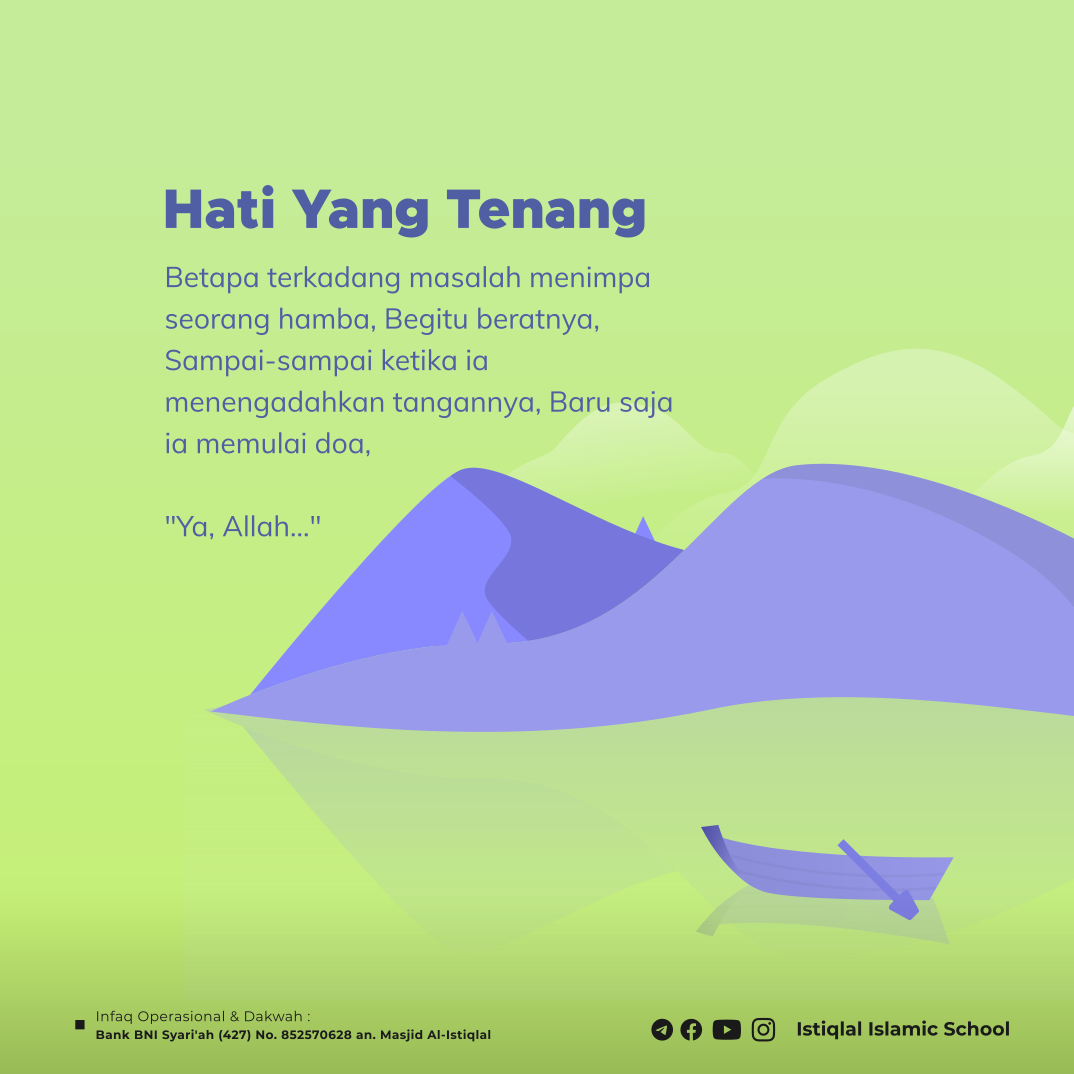 Hati Yang Tenang
Betapa terkadang masalah menimpa
seorang hamba, Begitu beratnya,
Sampai-sampai ketika ia
menengadahkan tangannya, Baru saja
ia memulai doa,
"Ya, Allah..."
Infaq Operasional & Dakwah :
Bank BNI Syari'ah (427) No. 852570628 an. Masjid Al-Istiqlal
Istiqlal Islamic School